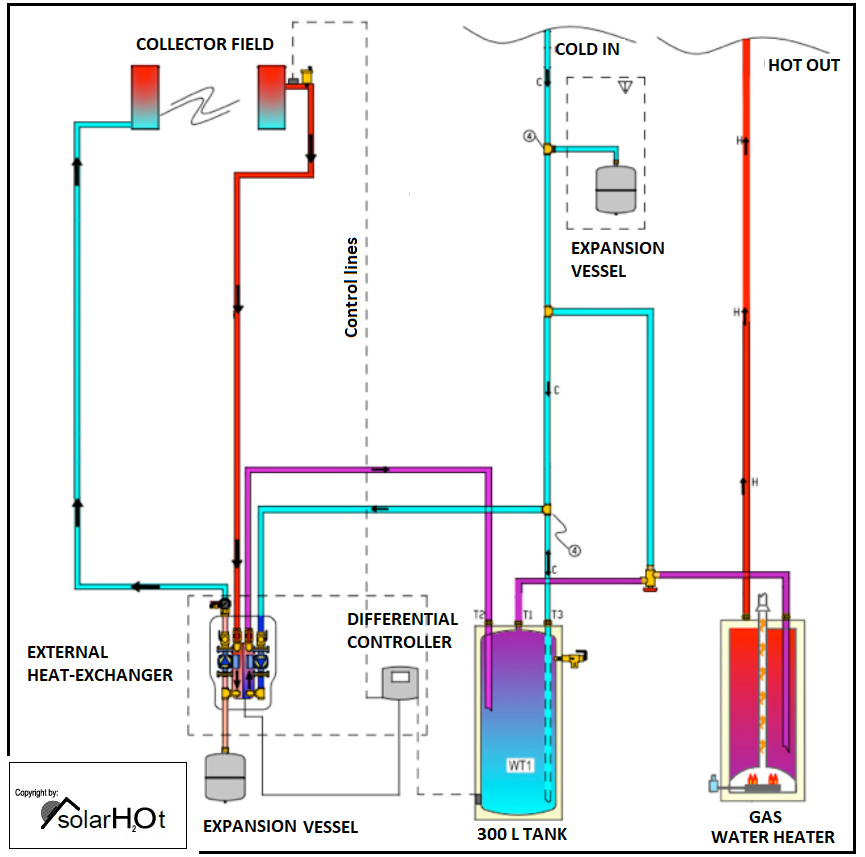 COLLECTOR FIELD
COLD IN
HOT OUT
C
4
H
EXPANSION
VESSEL
Control lines
H
C
H
4
C
T2
T1
T3
DIFFERENTIAL
CONTROLLER
EXTERNAL
HEAT-EXCHANGER
WT1
Copyright by:
solarH2Ot
EXPANSION VESSEL
300 L TANK
GAS
WATER HEATER